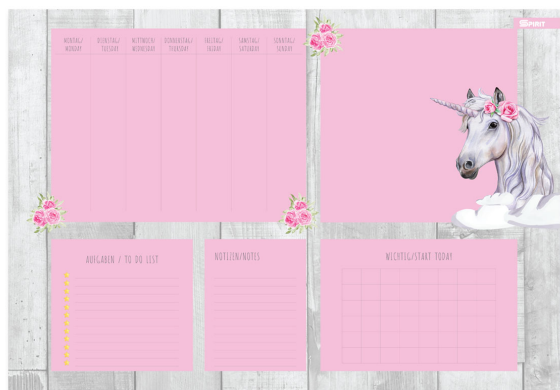 SPIRIT
MONTAG/ DIENSTAG/ MITTWOCH/ DONNERSTAG/ FREITAG/ SAMSTAG/ SONNTAG/
MONDAY TUESDAY WEDNESDAY THURSDAY FRIDAY SATURDAY SUNDAY
AUFGABEN / TO DO LIST
NOTIZEN/NOTES
WICHTIG/START TODAY